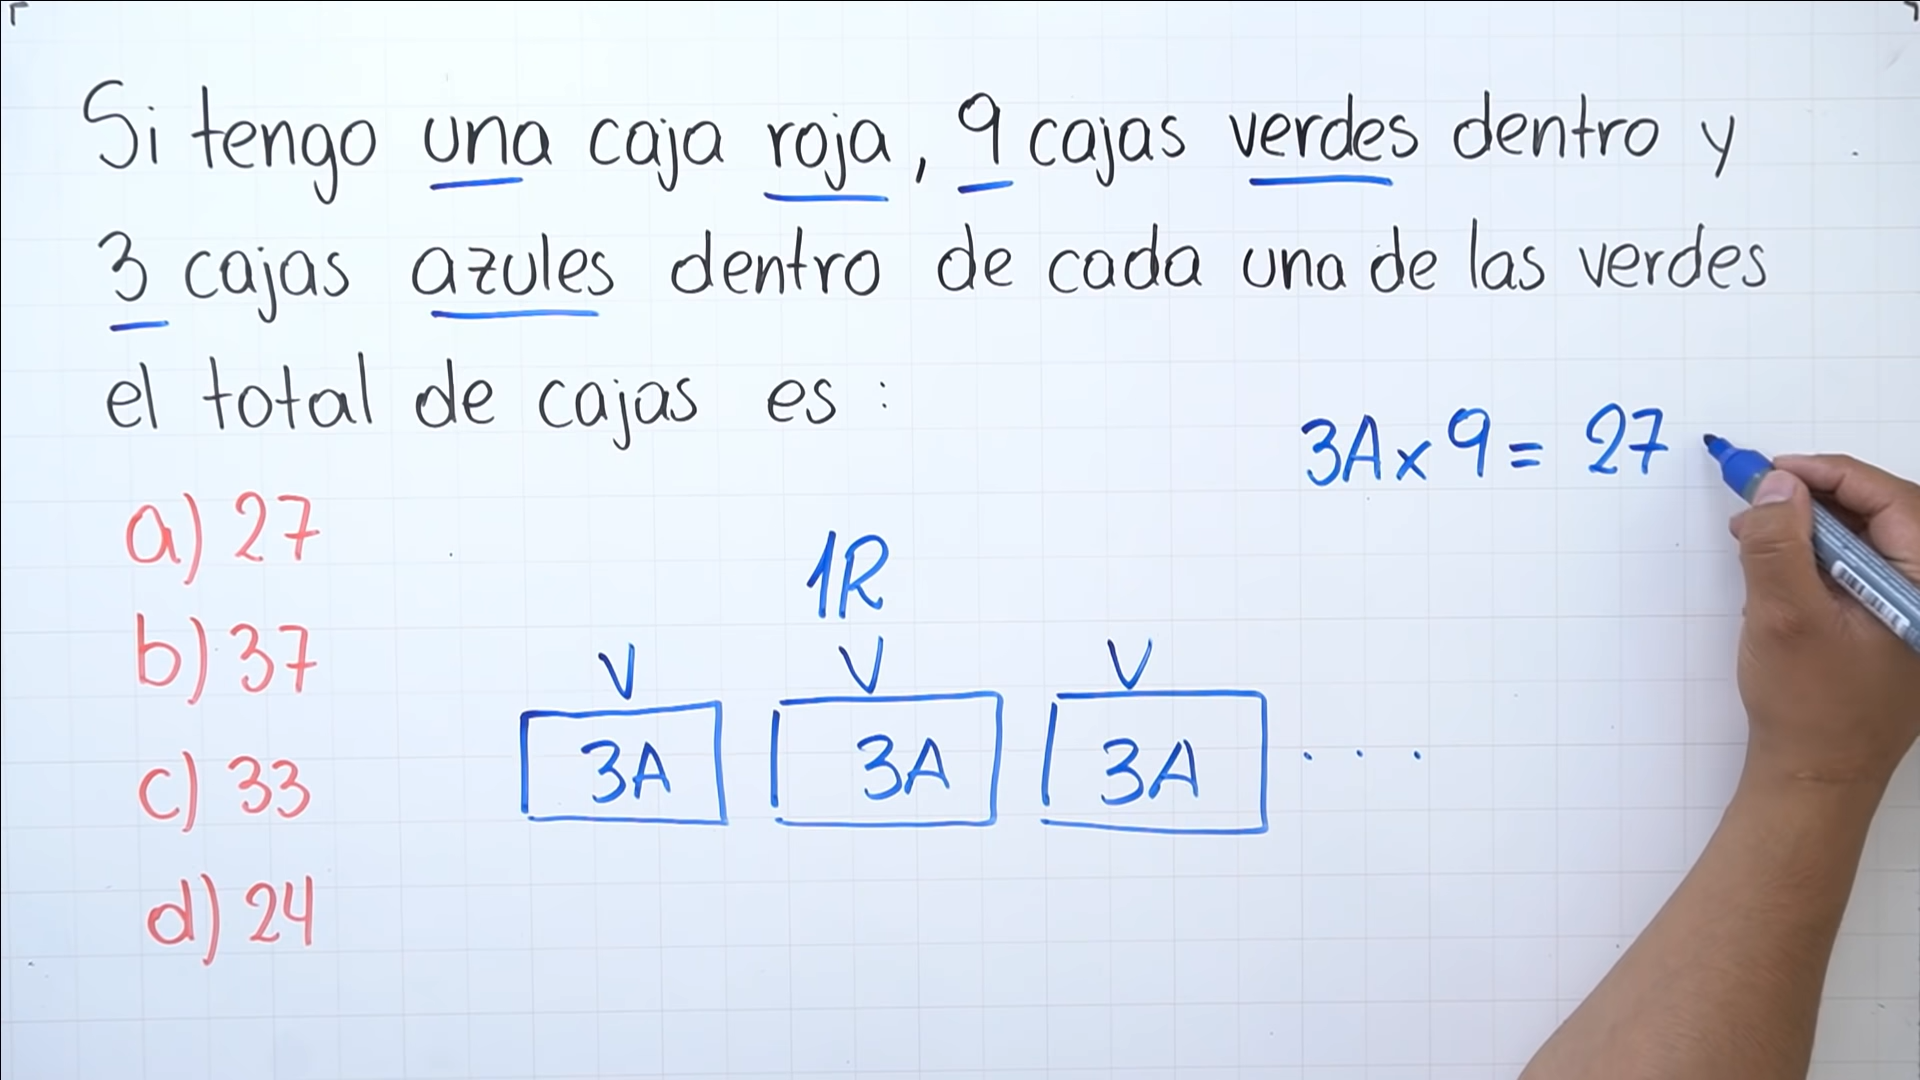 Si tengo una caja roja, 9 cajas verdes dentro y
3 cajas azules dentro de cada una de las verdes
el total de cajas es :
3A x 9 = 27
a) 27
1R
b) 37
V V V
3A 3A 3A . . .
c) 33
d) 24